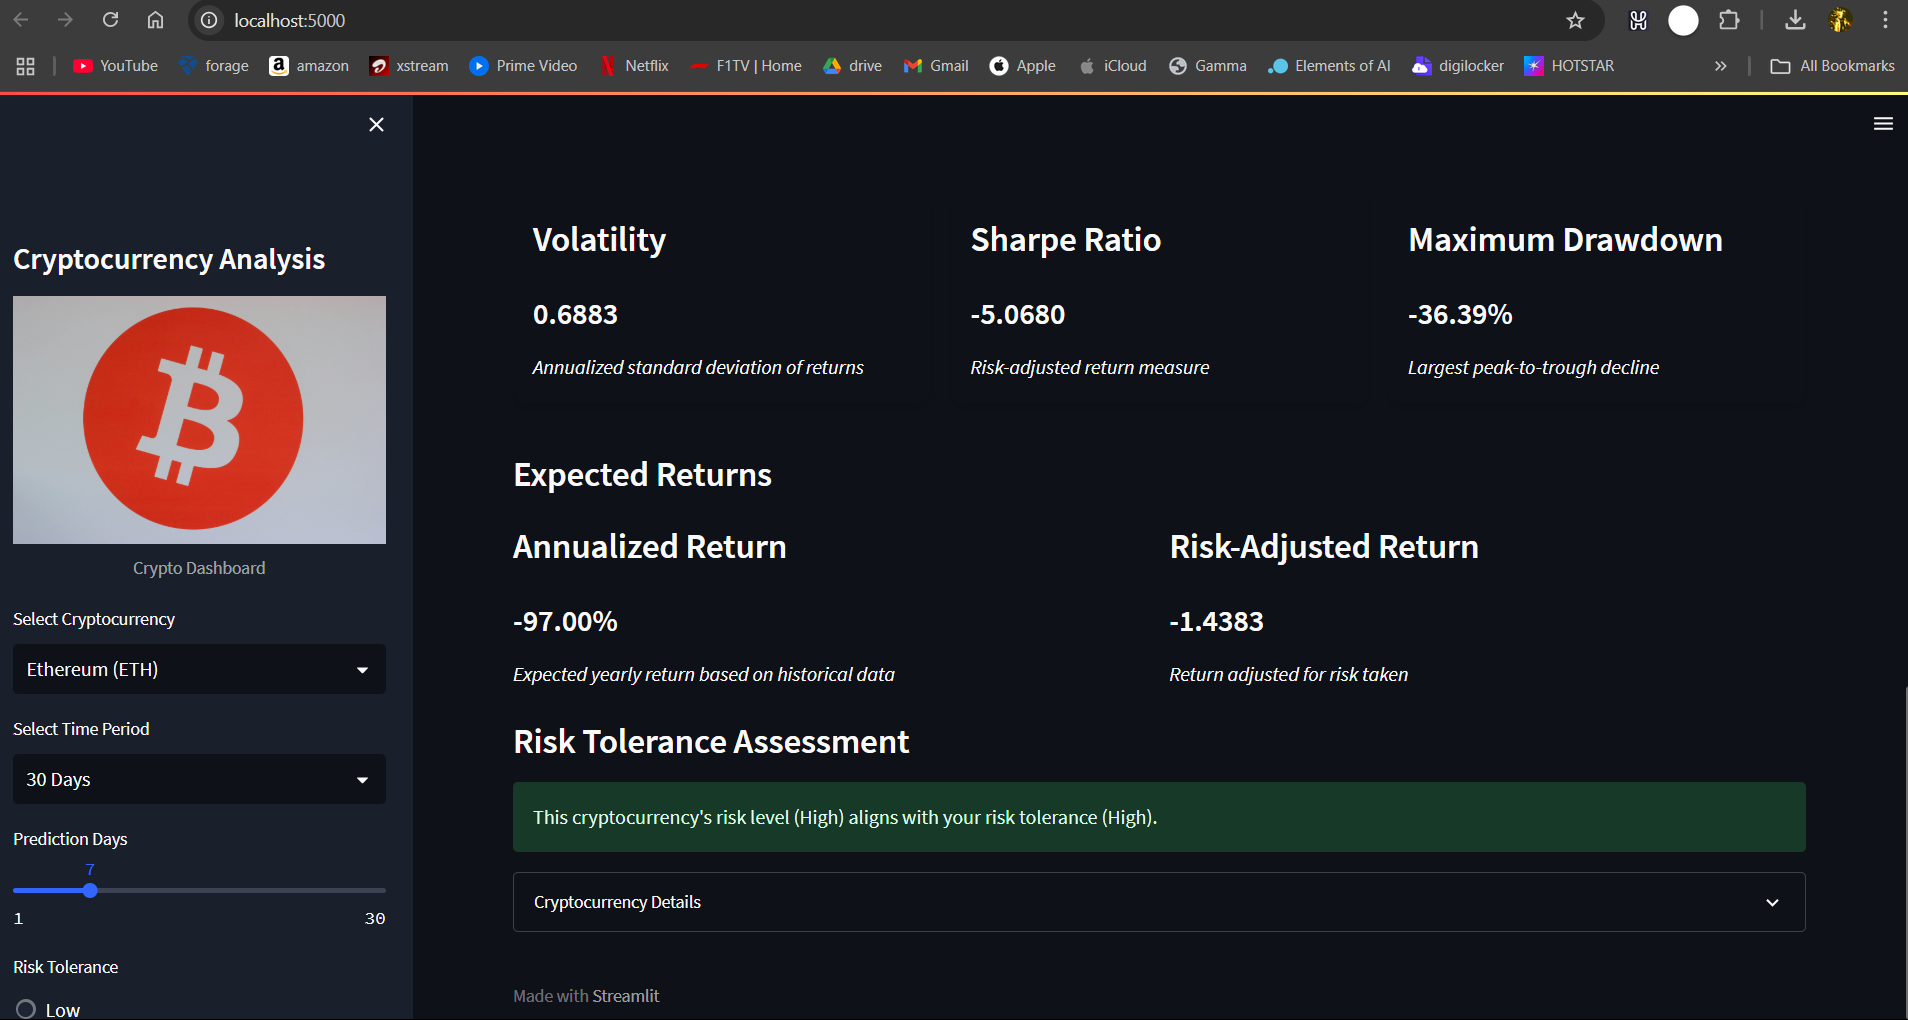 localhost:5000
YouTube forage amazon xstream Prime Video Netflix F1TV | Home drive Gmail Apple iCloud Gamma Elements of AI digilocker HOTSTAR » All Bookmarks
Cryptocurrency Analysis
Crypto Dashboard
Select Cryptocurrency
Ethereum (ETH)
Select Time Period
30 Days
Prediction Days
7
1 30
Risk Tolerance
Low
Volatility
0.6883
Annualized standard deviation of returns
Sharpe Ratio
-5.0680
Risk-adjusted return measure
Maximum Drawdown
-36.39%
Largest peak-to-trough decline
Expected Returns
Annualized Return
-97.00%
Expected yearly return based on historical data
Risk-Adjusted Return
-1.4383
Return adjusted for risk taken
Risk Tolerance Assessment
This cryptocurrency's risk level (High) aligns with your risk tolerance (High).
Cryptocurrency Details
Made with Streamlit